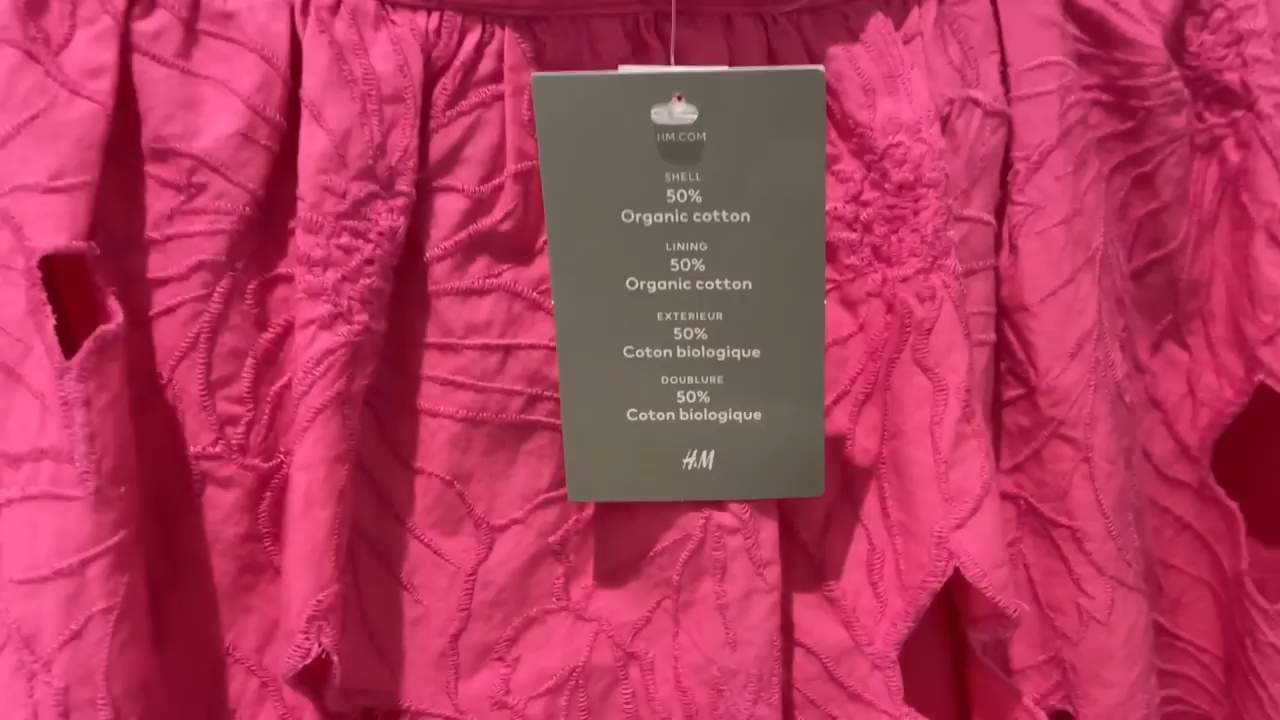 HM.COM
SHELL
50%
Organic cotton
LINING
50%
Organic cotton
EXTERIEUR
50%
Coton biologique
DOUBLURE
50%
Coton biologique
H&M